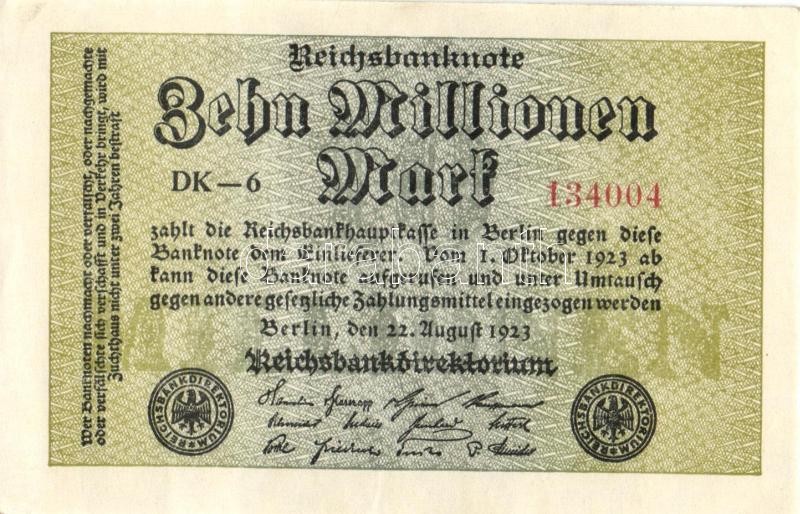 Reichsbanknote
Zehn Millionen
Mark
DK—6
134004
zahlt die Reichsbankhauptkasse in Berlin gegen diese
Banknote dem Einlieferer. Vom 1. Oktober 1923 ab
kann diese Banknote aufgerufen und unter Umtausch
gegen andere gesetzliche Zahlungsmittel eingezogen werden
Berlin, den 22. August 1923
Reichsbankdirektorium
REICHSBANKDIREKTORIUM
REICHSBANKDIREKTORIUM
Wer Banknoten nachmacht oder verfälscht, oder nachgemachte
oder verfälschte sich verschafft und in Verkehr bringt, wird mit
Zuchthaus nicht unter zwei Jahren bestraft